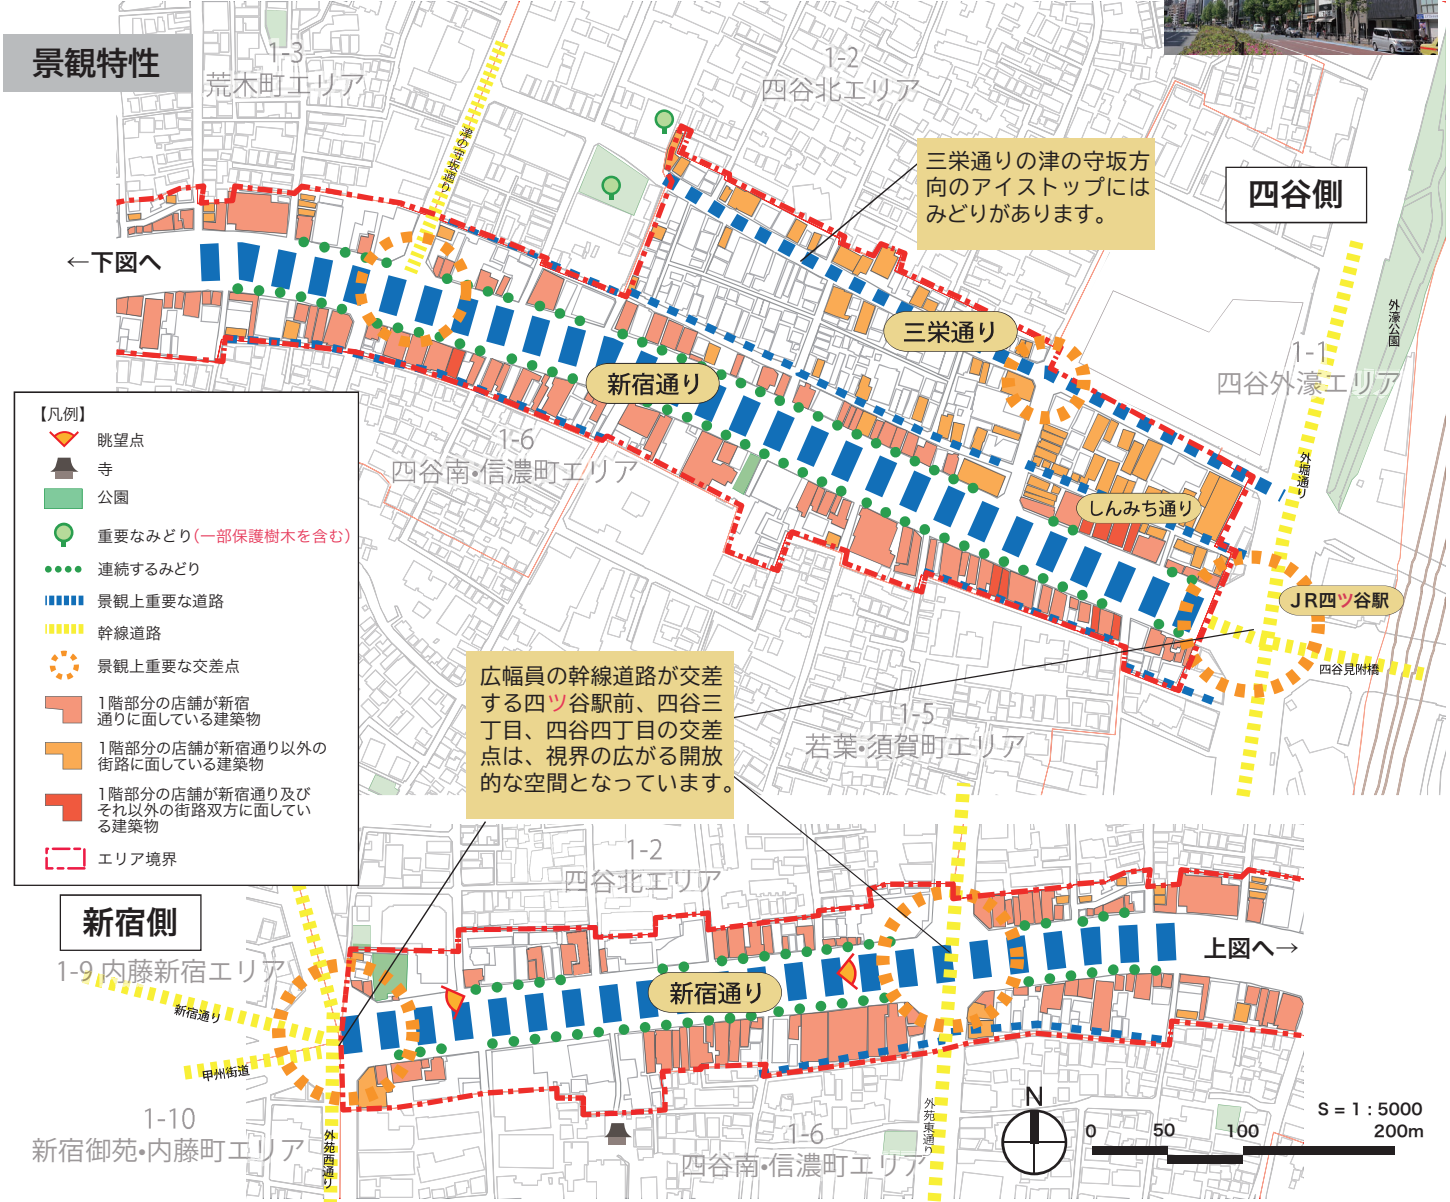 景観特性
1-3
荒木町エリア
1-2
四谷北エリア
津の守坂通り
三栄通りの津の守坂方
向のアイストップには
みどりがあります。
四谷側
←下図へ
外濠公園
三栄通り
1-1
四谷外濠エリア
新宿通り
1-6
四谷南・信濃町エリア
外堀通り
しんみち通り
JR四ツ谷駅
四谷見附橋
【凡例】
眺望点
寺
公園
重要なみどり(一部保護樹木を含む)
連続するみどり
景観上重要な道路
幹線道路
景観上重要な交差点
1階部分の店舗が新宿
通りに面している建築物
1階部分の店舗が新宿通り以外の
街路に面している建築物
1階部分の店舗が新宿通り及び
それ以外の街路双方に面してい
る建築物
エリア境界
広幅員の幹線道路が交差
する四ツ谷駅前、四谷三
丁目、四谷四丁目の交差
点は、視界の広がる開放
的な空間となっています。
1-5
若葉・須賀町エリア
1-2
四谷北エリア
新宿側
1-9 内藤新宿エリア
上図へ→
新宿通り
新宿通り
甲州街道
1-10
新宿御苑・内藤町エリア
外苑西通り
1-6
四谷南・信濃町エリア
外苑東通り
N
S = 1 : 5000
0 50 100 200m